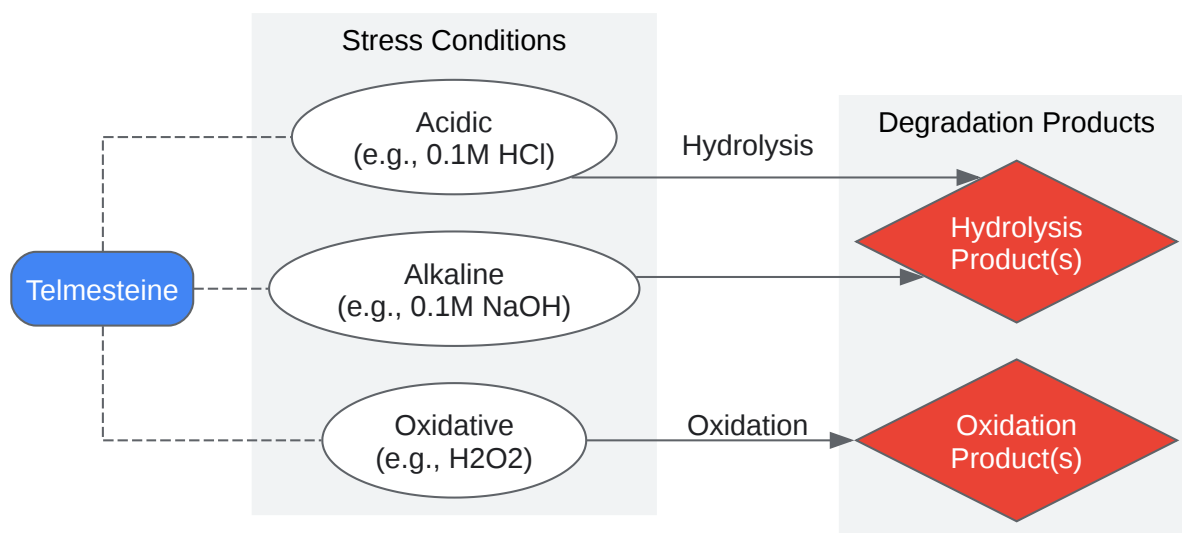 Stress Conditions
Acidic
(e.g., 0.1M HCl)
Hydrolysis
Degradation Products
Hydrolysis
Product(s)
Telmesteine
Alkaline
(e.g., 0.1M NaOH)
Oxidative
(e.g., H2O2)
Oxidation
Oxidation
Product(s)